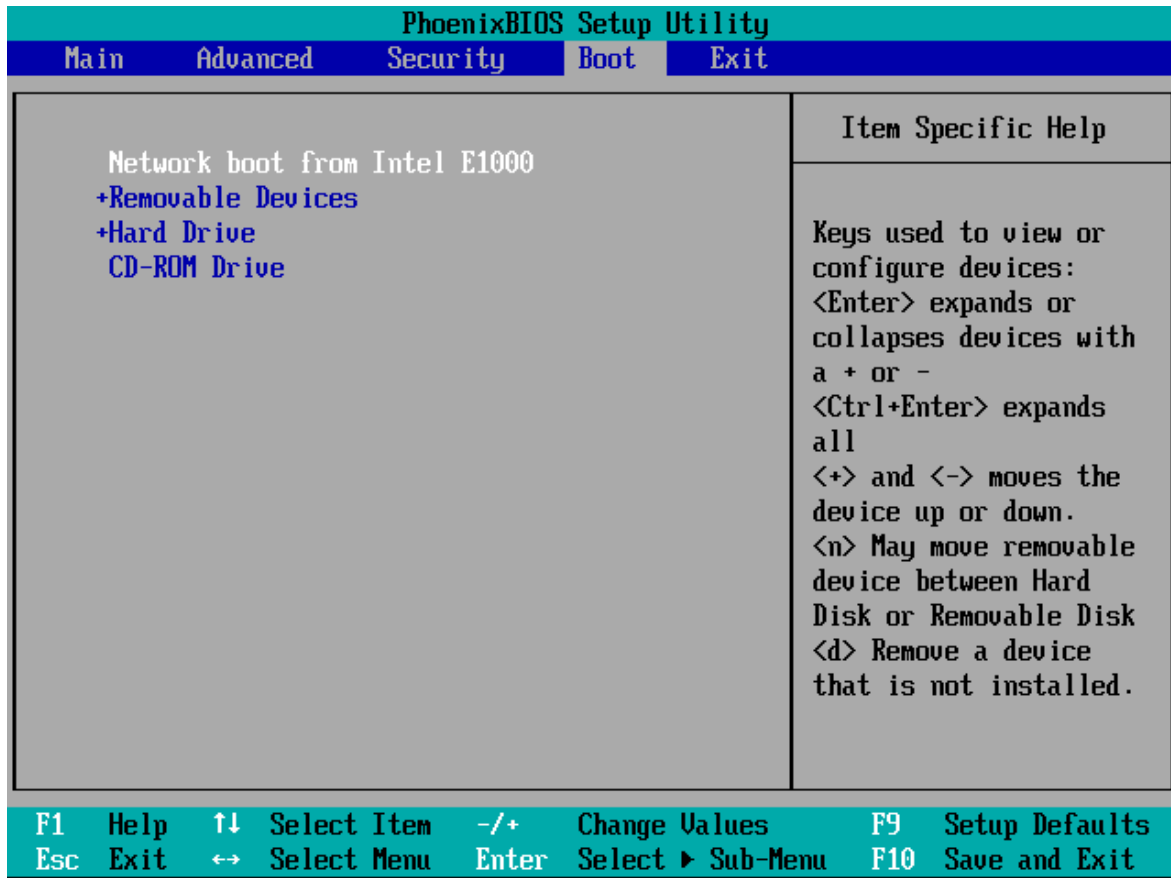 PhoenixBIOS Setup Utility
Main Advanced Security Boot Exit
Network boot from Intel E1000
+Removable Devices
+Hard Drive
CD-ROM Drive
Item Specific Help
Keys used to view or
configure devices:
<Enter> expands or
collapses devices with
a + or -
<Ctrl+Enter> expands
all
<+> and <-> moves the
device up or down.
<n> May move removable
device between Hard
Disk or Removable Disk
<d> Remove a device
that is not installed.
F1 Help ↑↓ Select Item -/+ Change Values F9 Setup Defaults
Esc Exit ↔ Select Menu Enter Select ▶ Sub-Menu F10 Save and Exit